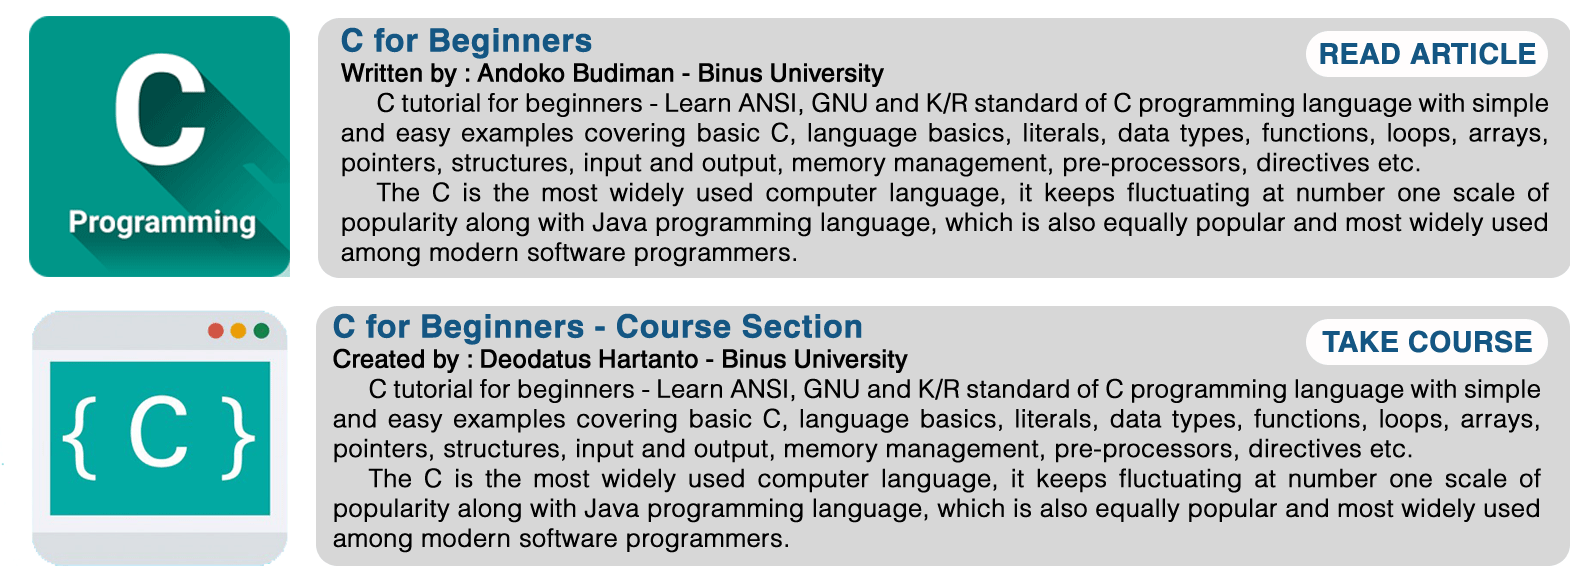 C
Programming
C for Beginners
READ ARTICLE
Written by : Andoko Budiman - Binus University
C tutorial for beginners - Learn ANSI, GNU and K/R standard of C programming language with simple
and easy examples covering basic C, language basics, literals, data types, functions, loops, arrays,
pointers, structures, input and output, memory management, pre-processors, directives etc.
The C is the most widely used computer language, it keeps fluctuating at number one scale of
popularity along with Java programming language, which is also equally popular and most widely used
among modern software programmers.
{ C }
C for Beginners - Course Section
TAKE COURSE
Created by : Deodatus Hartanto - Binus University
C tutorial for beginners - Learn ANSI, GNU and K/R standard of C programming language with simple
and easy examples covering basic C, language basics, literals, data types, functions, loops, arrays,
pointers, structures, input and output, memory management, pre-processors, directives etc.
The C is the most widely used computer language, it keeps fluctuating at number one scale of
popularity along with Java programming language, which is also equally popular and most widely used
among modern software programmers.